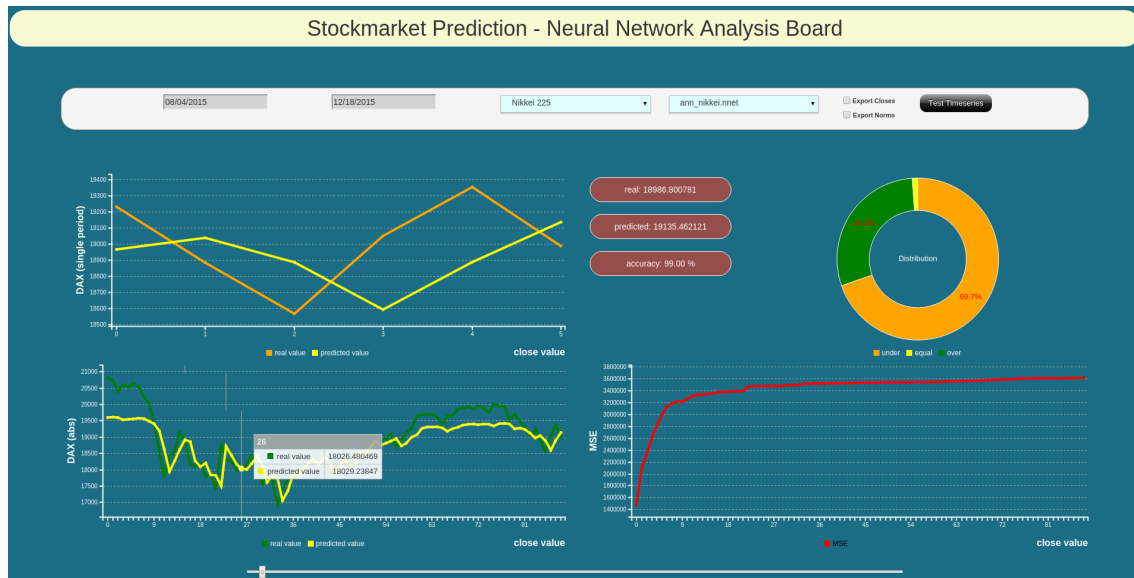 Stockmarket Prediction - Neural Network Analysis Board
08/04/2015
12/18/2015
Nikkei 225
ann_nikkei.nnet
Export Closes
Export Norms
Test Timeseries
DAX (single period)
19400
19300
19200
19100
19000
18900
18800
18700
18600
18500
0 1 2 3 4 5
real value predicted value
close value
real: 18986.800781
predicted: 19135.462121
accuracy: 99.00 %
Distribution
69.7%
under equal over
DAX (abs)
21000
20500
20000
19500
19000
18500
18000
17500
17000
0 9 18 27 36 45 54 63 72 81
26
real value 18026.480469
predicted value 18029.23847
real value predicted value
close value
MSE
3800000
3600000
3400000
3200000
3000000
2800000
2600000
2400000
2200000
2000000
1800000
1600000
1400000
0 9 18 27 36 45 54 63 72 81
MSE
close value